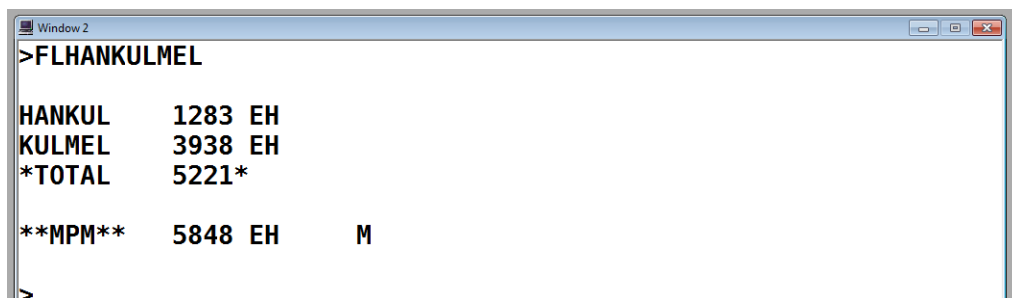 Window 2
>FLHANKULMEL
HANKUL 1283 EH
KULMEL 3938 EH
*TOTAL 5221*
**MPM** 5848 EH M
>